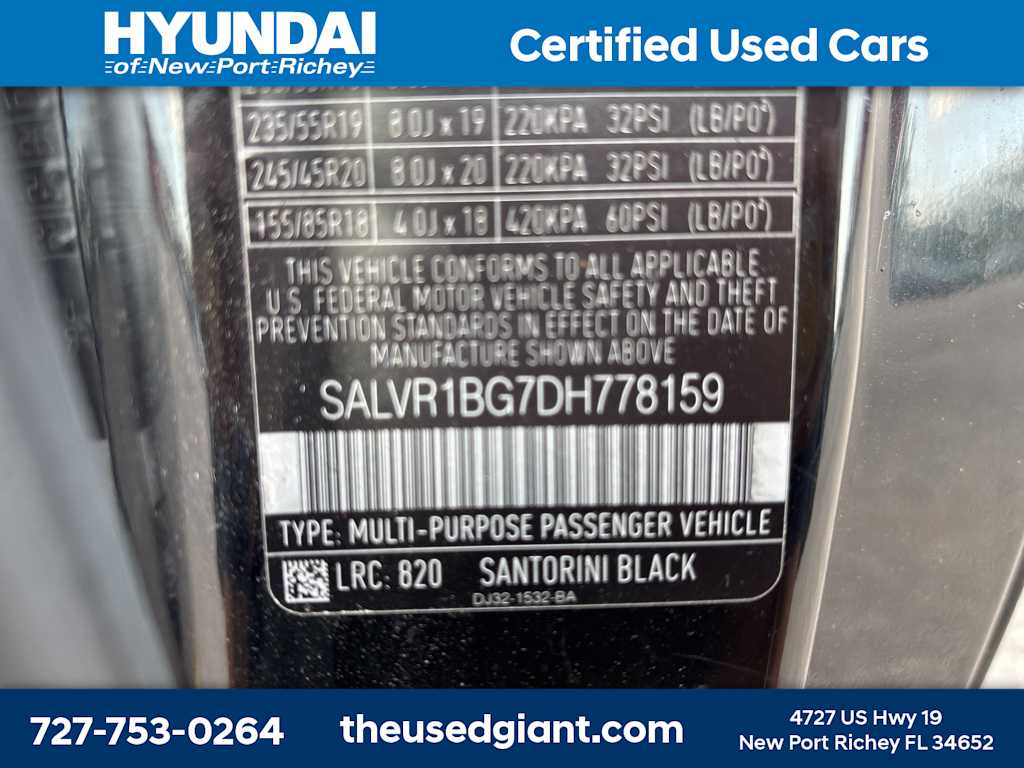 HYUNDAI
of New Port Richey
Certified Used Cars
235/55R19 8.0J x 19 220KPA 32PSI (LB/PO²)
245/45R20 8.0J x 20 220KPA 32PSI (LB/PO²)
155/85R18 4.0J x 18 420KPA 60PSI (LB/PO²)
THIS VEHICLE CONFORMS TO ALL APPLICABLE
U.S. FEDERAL MOTOR VEHICLE SAFETY AND THEFT
PREVENTION STANDARDS IN EFFECT ON THE DATE OF
MANUFACTURE SHOWN ABOVE
SALVR1BG7DH778159
TYPE: MULTI-PURPOSE PASSENGER VEHICLE
LRC: 820 SANTORINI BLACK
DJ32-1532-BA
727-753-0264
theusedgiant.com
4727 US Hwy 19
New Port Richey FL 34652